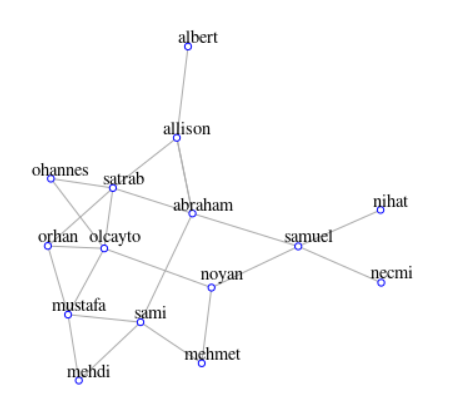 albert
allison
ohannes
satrab
abraham
nihat
orhan
olcayto
samuel
noyan
necmi
mustafa
sami
mehmet
mehdi